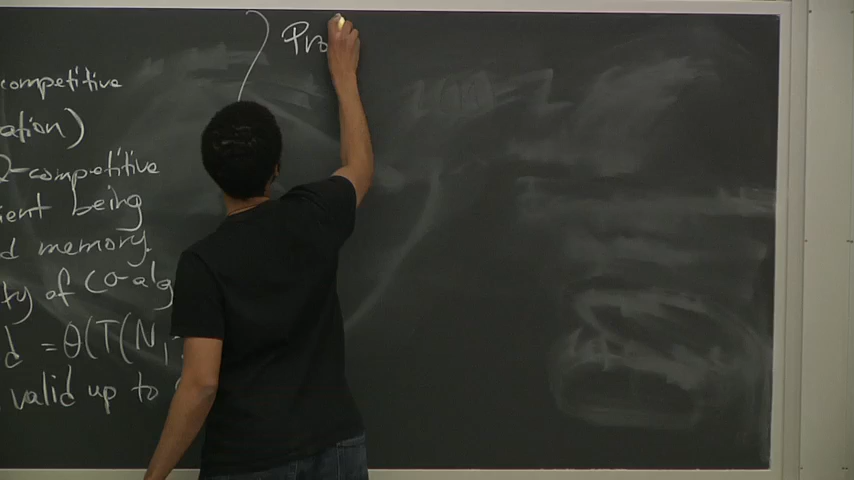 competitive
ation)
2-competitive
ient being
d memory.
ty of co-alg
d = θ(T(N,
valid up to
Pro